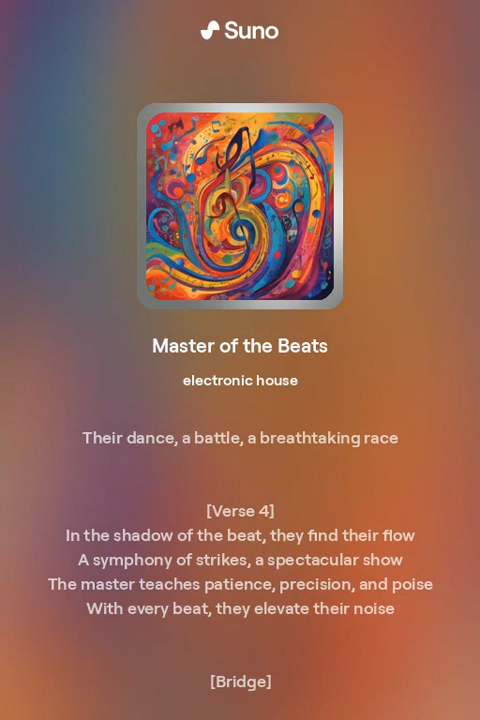 Suno
Master of the Beats
electronic house
Their dance, a battle, a breathtaking race
[Verse 4]
In the shadow of the beat, they find their flow
A symphony of strikes, a spectacular show
The master teaches patience, precision, and poise
With every beat, they elevate their noise
[Bridge]